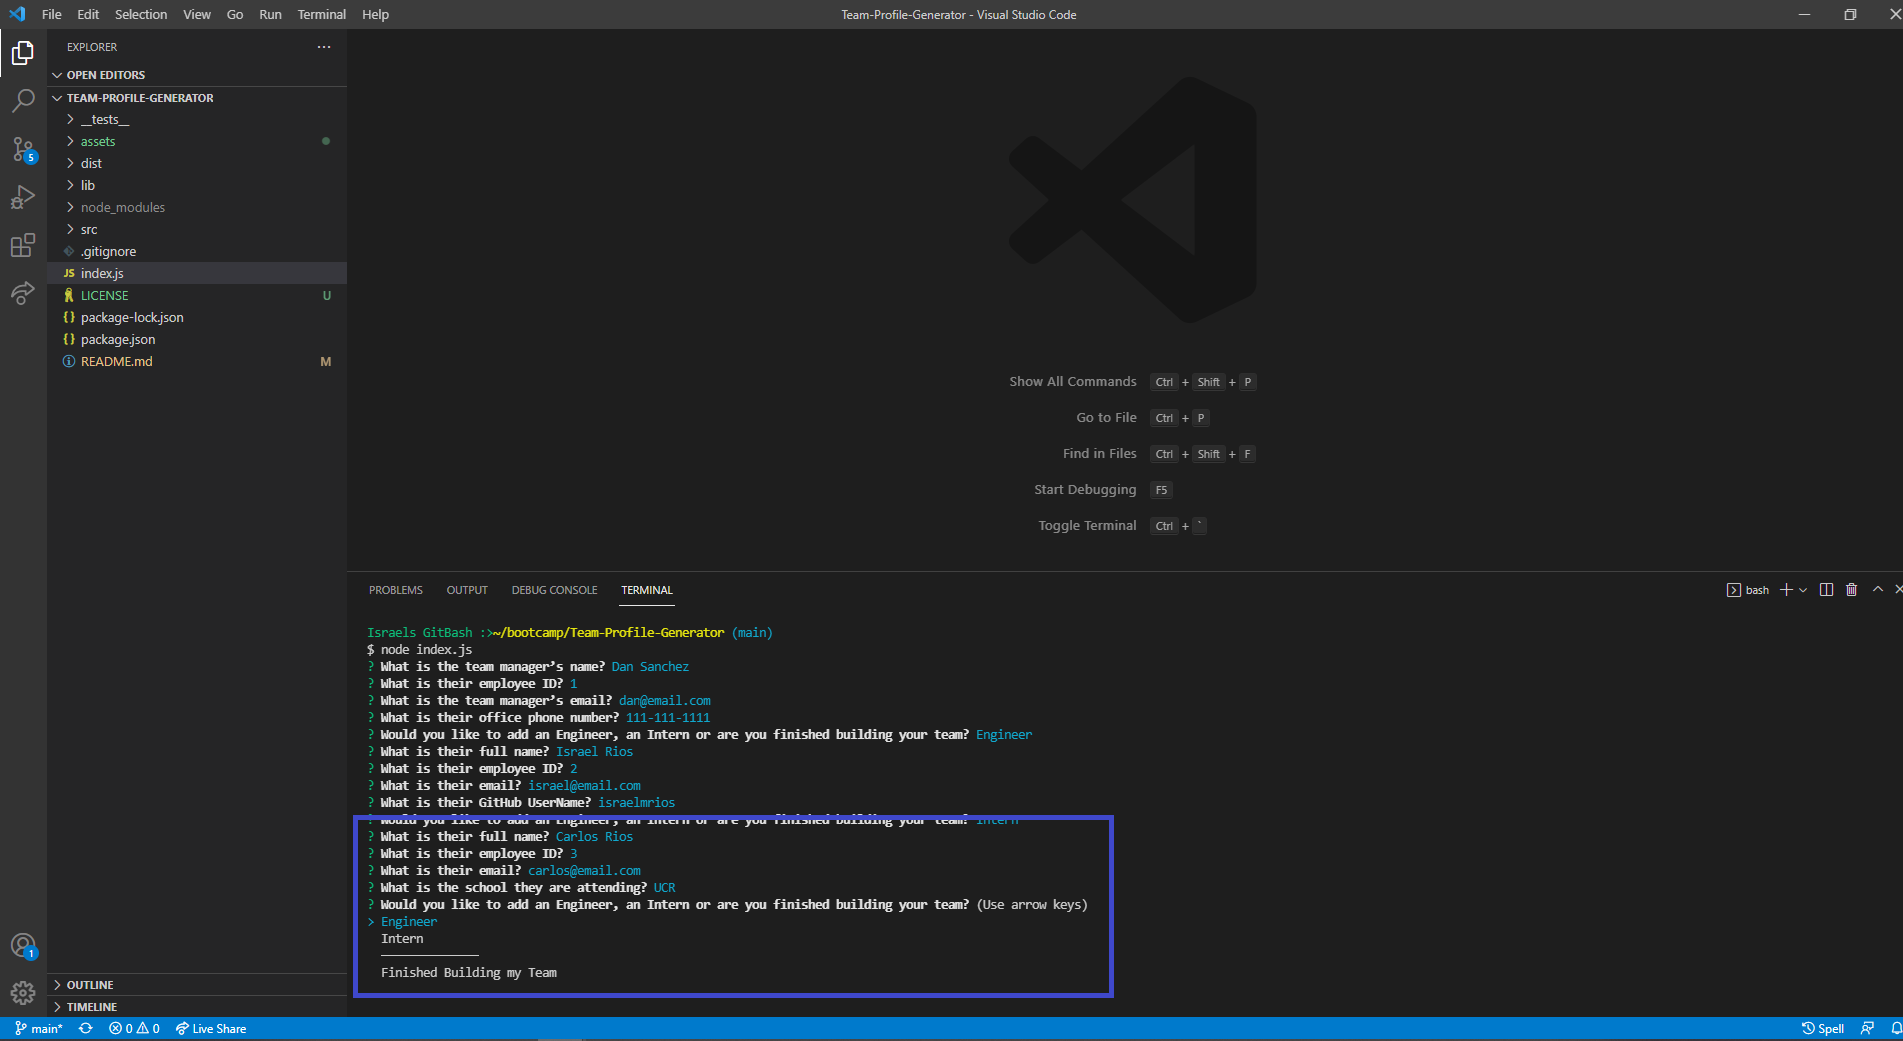 File Edit Selection View Go Run Terminal Help
Team-Profile-Generator - Visual Studio Code
EXPLORER
OPEN EDITORS
TEAM-PROFILE-GENERATOR
__tests__
assets
dist
lib
node_modules
src
.gitignore
JS index.js
LICENSE U
{} package-lock.json
{} package.json
README.md M
5
1
OUTLINE
TIMELINE
Show All Commands Ctrl + Shift + P
Go to File Ctrl + P
Find in Files Ctrl + Shift + F
Start Debugging F5
Toggle Terminal Ctrl + `
PROBLEMS OUTPUT DEBUG CONSOLE TERMINAL
bash
Israels GitBash :>~/bootcamp/Team-Profile-Generator (main)
$ node index.js
? What is the team manager’s name? Dan Sanchez
? What is their employee ID? 1
? What is the team manager’s email? dan@email.com
? What is their office phone number? 111-111-1111
? Would you like to add an Engineer, an Intern or are you finished building your team? Engineer
? What is their full name? Israel Rios
? What is their employee ID? 2
? What is their email? israel@email.com
? What is their GitHub UserName? israelmrios
? Would you like to add an Engineer, an Intern or are you finished building your team? Intern
? What is their full name? Carlos Rios
? What is their employee ID? 3
? What is their email? carlos@email.com
? What is the school they are attending? UCR
? Would you like to add an Engineer, an Intern or are you finished building your team? (Use arrow keys)
> Engineer
Intern
──────────────
Finished Building my Team
main* 0 0 Live Share
Spell